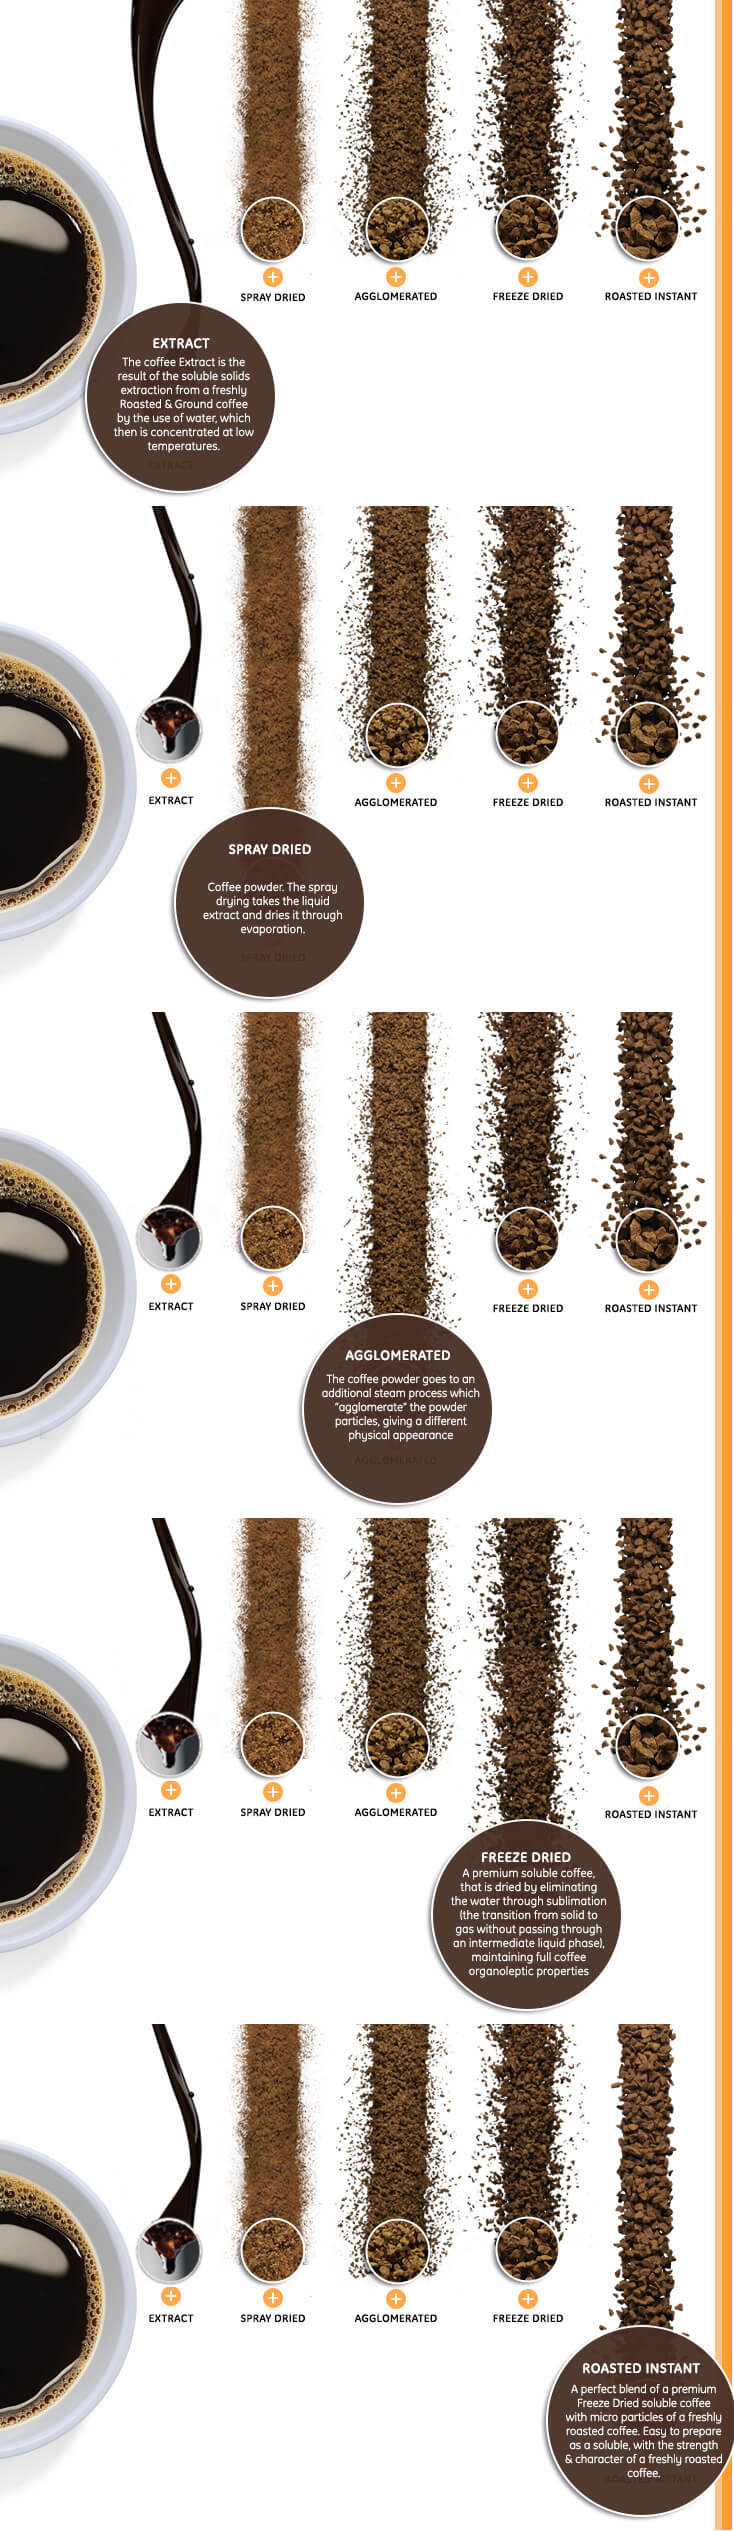 SPRAY DRIED
AGGLOMERATED
FREEZE DRIED
ROASTED INSTANT
EXTRACT
The coffee Extract is the
result of the soluble solids
extraction from a freshly
Roasted & Ground coffee
by the use of water, which
then is concentrated at low
temperatures.
EXTRACT
EXTRACT
AGGLOMERATED
FREEZE DRIED
ROASTED INSTANT
SPRAY DRIED
Coffee powder. The spray
drying takes the liquid
extract and dries it through
evaporation.
SPRAY DRIED
EXTRACT
SPRAY DRIED
FREEZE DRIED
ROASTED INSTANT
AGGLOMERATED
The coffee powder goes to an
additional steam process which
"agglomerate" the powder
particles, giving a different
physical appearance
AGGLOMERATED
EXTRACT
SPRAY DRIED
AGGLOMERATED
ROASTED INSTANT
FREEZE DRIED
A premium soluble coffee,
that is dried by eliminating
the water through sublimation
(the transition from solid to
gas without passing through
an intermediate liquid phase),
maintaining full coffee
organoleptic properties
EXTRACT
SPRAY DRIED
AGGLOMERATED
FREEZE DRIED
ROASTED INSTANT
A perfect blend of a premium
Freeze Dried soluble coffee
with micro particles of a freshly
roasted coffee. Easy to prepare
as a soluble, with the strength
& character of a freshly roasted
coffee.
ROASTED INSTANT